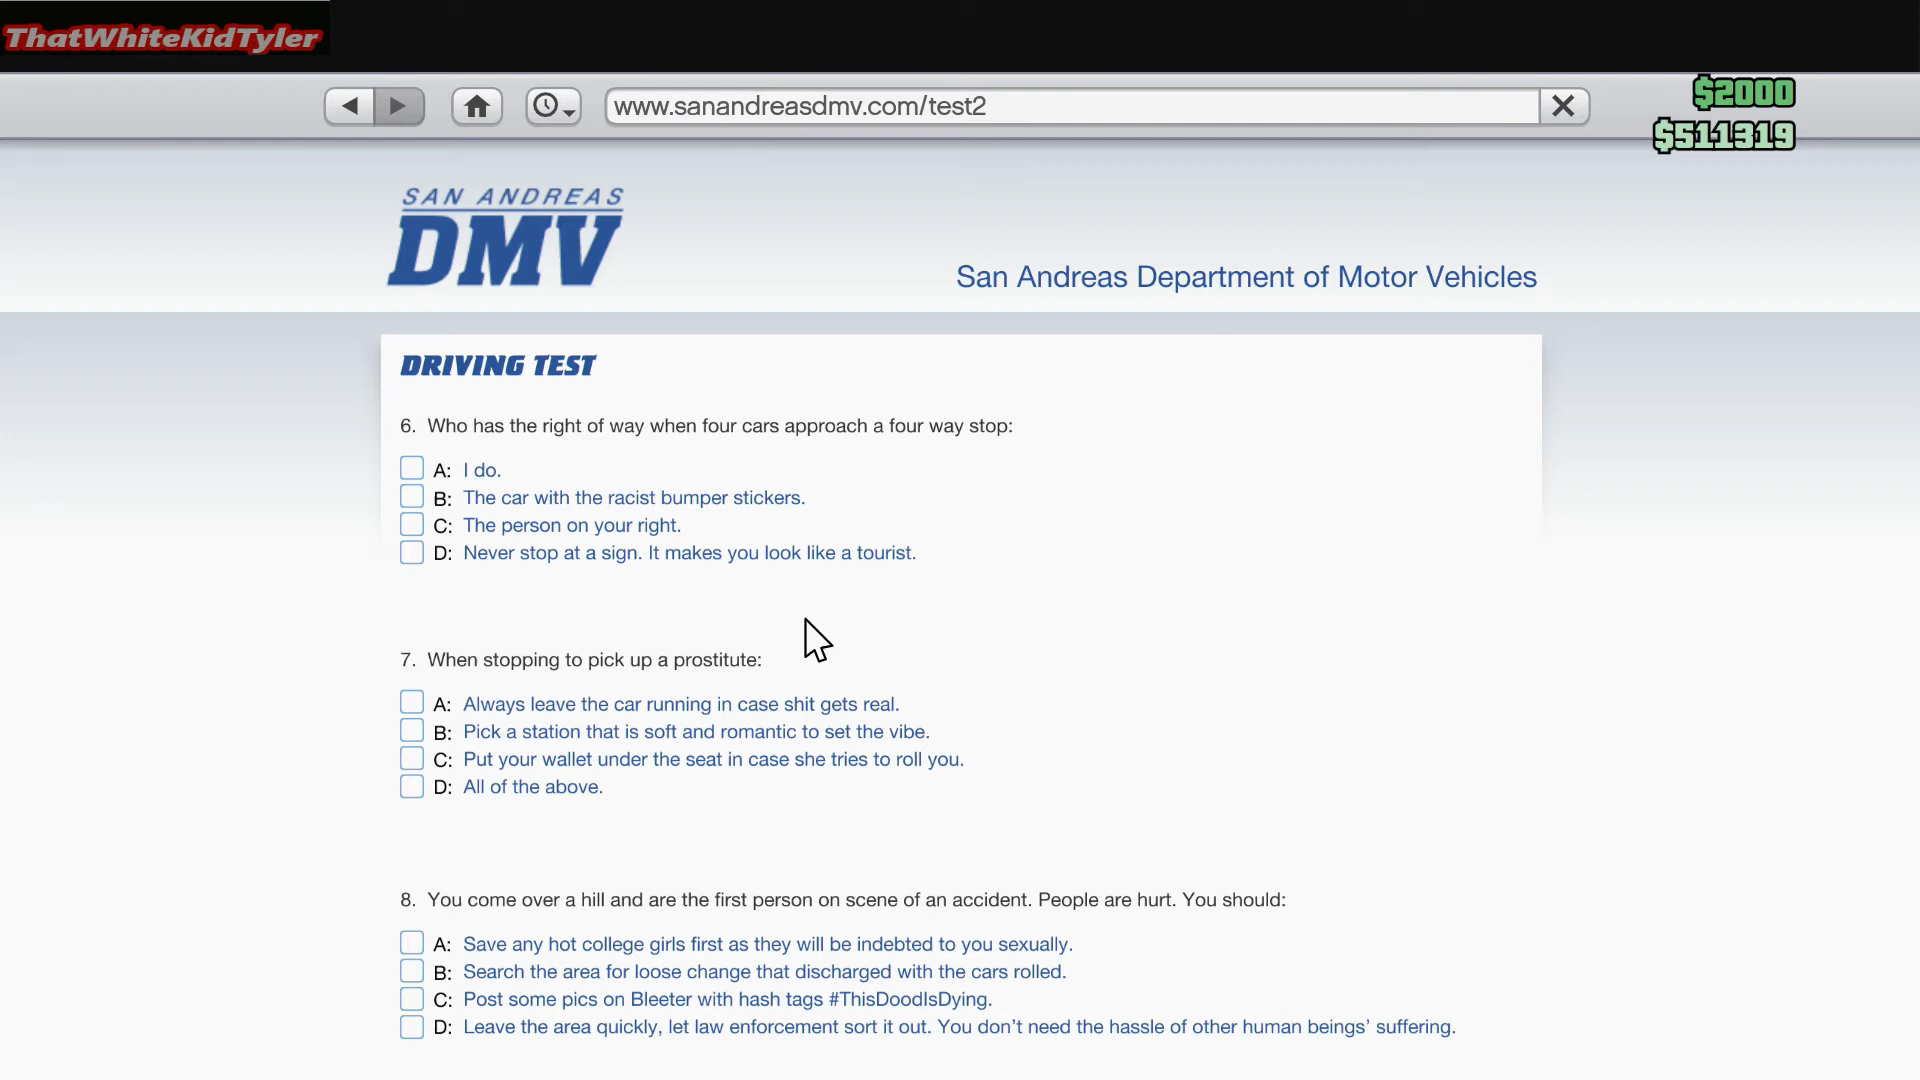 ThatWhiteKidTyler
www.sanandreasdmv.com/test2
$2000
$511319
SAN ANDREAS
DMV
San Andreas Department of Motor Vehicles
DRIVING TEST
6. Who has the right of way when four cars approach a four way stop:
A: I do.
B: The car with the racist bumper stickers.
C: The person on your right.
D: Never stop at a sign. It makes you look like a tourist.
7. When stopping to pick up a prostitute:
A: Always leave the car running in case shit gets real.
B: Pick a station that is soft and romantic to set the vibe.
C: Put your wallet under the seat in case she tries to roll you.
D: All of the above.
8. You come over a hill and are the first person on scene of an accident. People are hurt. You should:
A: Save any hot college girls first as they will be indebted to you sexually.
B: Search the area for loose change that discharged with the cars rolled.
C: Post some pics on Bleeter with hash tags #ThisDoodIsDying.
D: Leave the area quickly, let law enforcement sort it out. You don't need the hassle of other human beings' suffering.